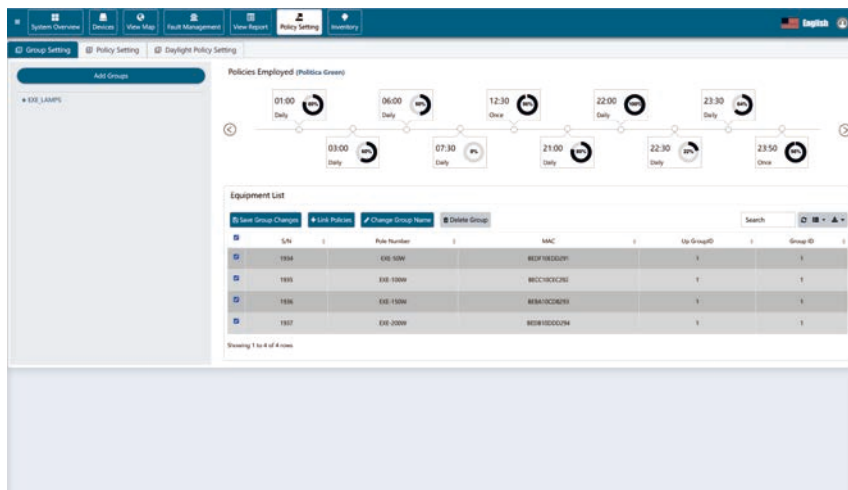 System Overview
Devices
View Map
Fault Management
View Report
Policy Setting
Inventory
English
Group Setting
Policy Setting
Daylight Policy Setting
Add Groups
EXE_LAMPS
Policies Employed (Politica Green)
01:00
Daily
06:00
Daily
12:30
Once
22:00
Daily
100%
23:30
Daily
03:00
Daily
07:30
Daily
21:00
Daily
22:30
Daily
22%
23:50
Once
Equipment List
Save Group Changes
Link Policies
Change Group Name
Delete Group
Search
S/N
Pole Number
MAC
Up GroupID
Group ID
1934
EXE-50W
1
1
1935
EXE-100W
1
1
1936
EXE-150W
1
1
1937
EXE-200W
1
1
Showing 1 to 4 of 4 rows